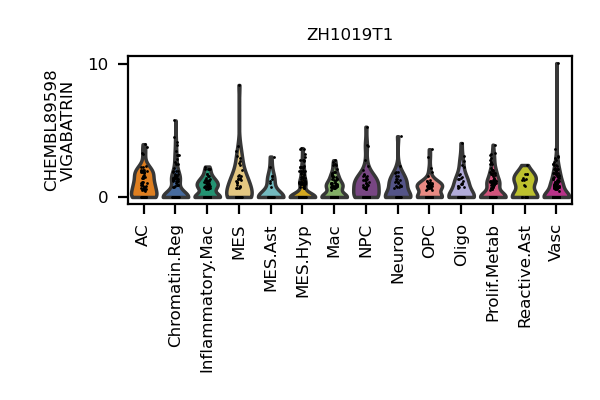 ZH1019T1
CHEMBL89598
VIGABATRIN
10
0
AC
Chromatin.Reg
Inflammatory.Mac
MES
MES.Ast
MES.Hyp
Mac
NPC
Neuron
OPC
Oligo
Prolif.Metab
Reactive.Ast
Vasc